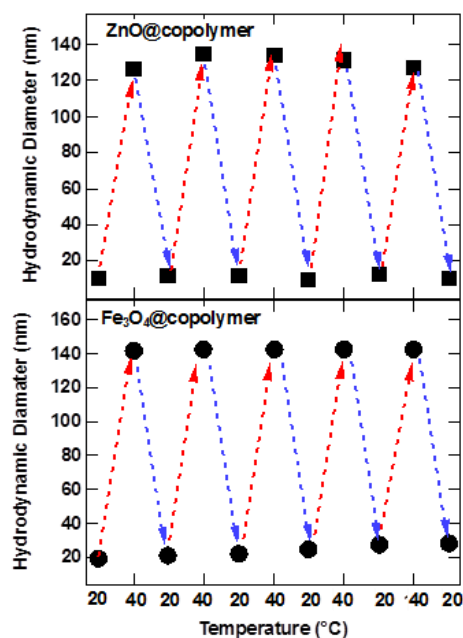 ZnO@copolymer
Hydrodynamic Diameter (nm)
140
120
100
80
60
40
20
Fe₃O₄@copolymer
Hydrodynamic Diamater (nm)
160
140
120
100
80
60
40
20
20 40 20 40 20 40 20 40 20 40 20
Temperature (°C)